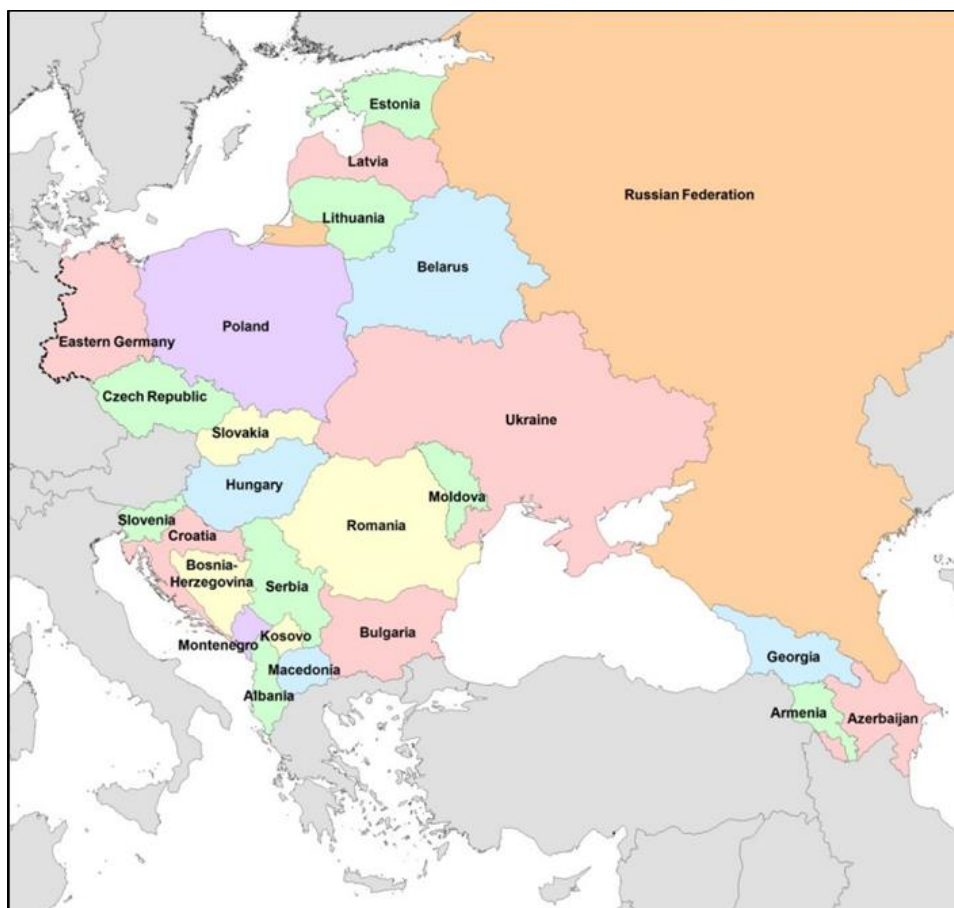 Estonia
Latvia
Russian Federation
Lithuania
Belarus
Poland
Eastern Germany
Czech Republic
Ukraine
Slovakia
Hungary
Moldova
Slovenia
Romania
Croatia
Bosnia-
Herzegovina
Serbia
Kosovo
Bulgaria
Montenegro
Georgia
Macedonia
Albania
Armenia
Azerbaijan